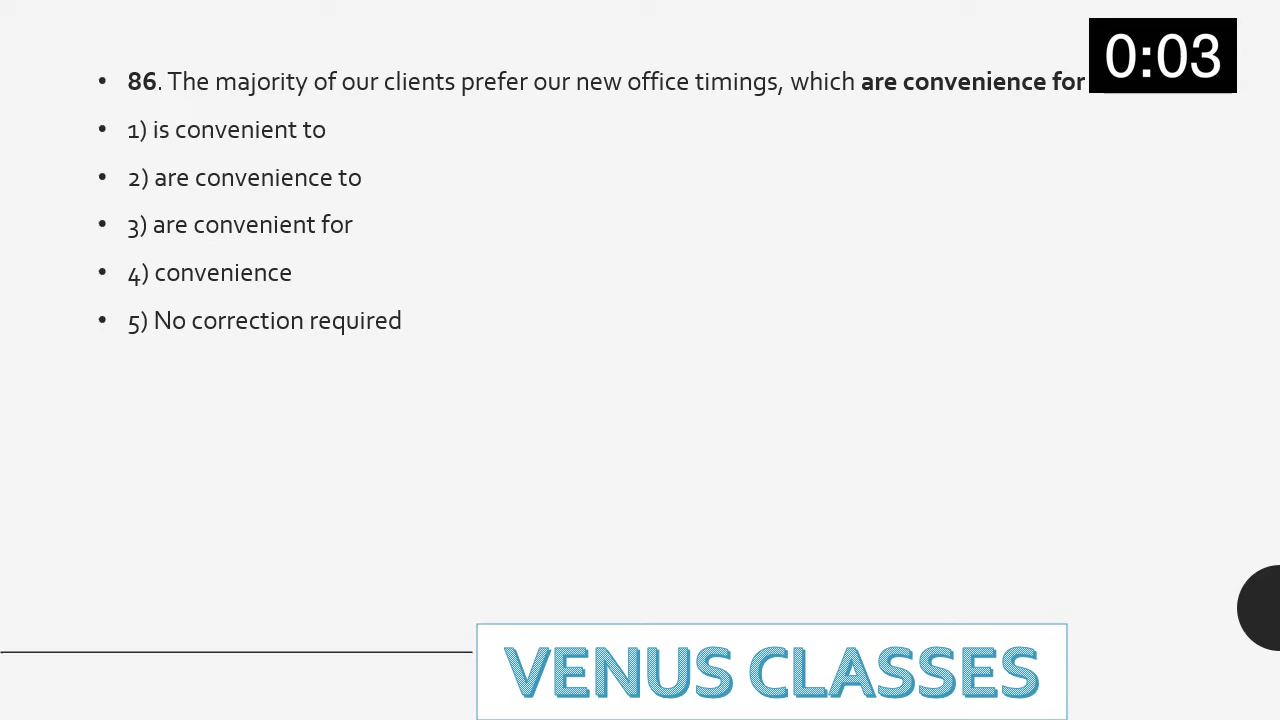 • 86. The majority of our clients prefer our new office timings, which are convenience for
0:03
• 1) is convenient to
• 2) are convenience to
• 3) are convenient for
• 4) convenience
• 5) No correction required
VENUS CLASSES